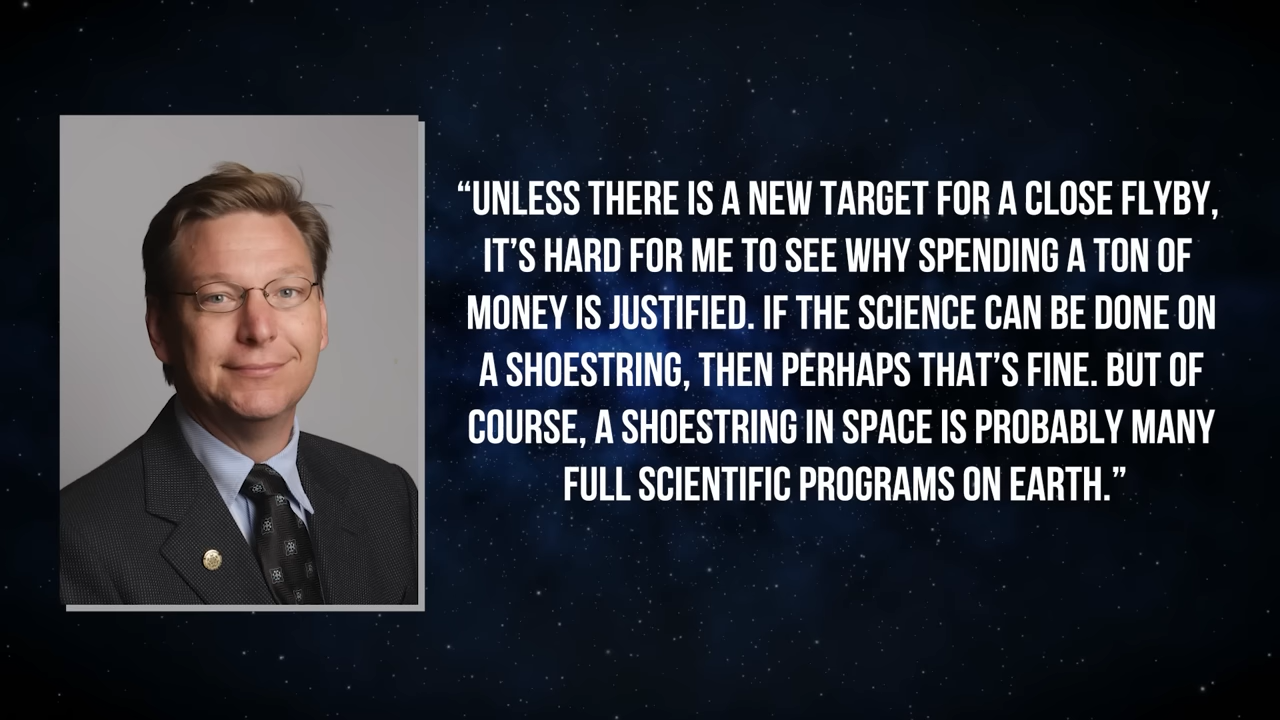 “UNLESS THERE IS A NEW TARGET FOR A CLOSE FLYBY,
IT’S HARD FOR ME TO SEE WHY SPENDING A TON OF
MONEY IS JUSTIFIED. IF THE SCIENCE CAN BE DONE ON
A SHOESTRING, THEN PERHAPS THAT’S FINE. BUT OF
COURSE, A SHOESTRING IN SPACE IS PROBABLY MANY
FULL SCIENTIFIC PROGRAMS ON EARTH.”